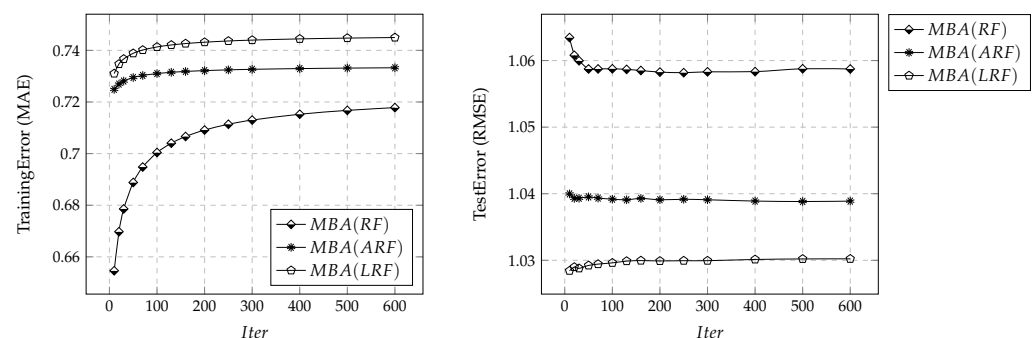 TrainingError (MAE)
0.74
0.72
0.7
0.68
0.66
0 100 200 300 400 500 600
Iter
MBA(RF)
MBA(ARF)
MBA(LRF)
TestError (RMSE)
1.06
1.05
1.04
1.03
0 100 200 300 400 500 600
Iter
MBA(RF)
MBA(ARF)
MBA(LRF)